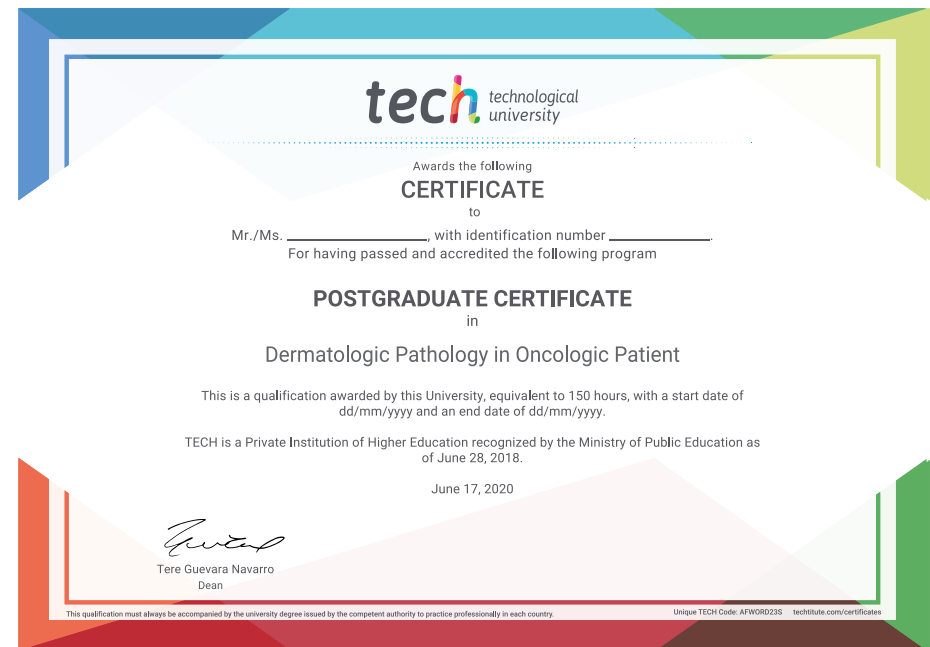 tech technological
university
Awards the following
CERTIFICATE
to
Mr./Ms. ____________________, with identification number ______________.
For having passed and accredited the following program
POSTGRADUATE CERTIFICATE
in
Dermatologic Pathology in Oncologic Patient
This is a qualification awarded by this University, equivalent to 150 hours, with a start date of
dd/mm/yyyy and an end date of dd/mm/yyyy.
TECH is a Private Institution of Higher Education recognized by the Ministry of Public Education as
of June 28, 2018.
June 17, 2020
Tere Guevara Navarro
Dean
This qualification must always be accompanied by the university degree issued by the competent authority to practice professionally in each country.
Unique TECH Code: AFWORD23S techtitute.com/certificates